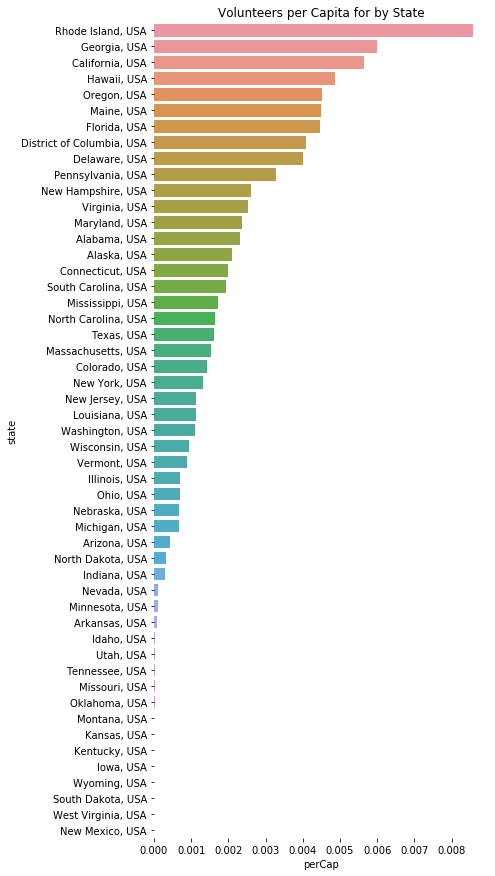 Volunteers per Capita for by State
Rhode Island, USA
Georgia, USA
California, USA
Hawaii, USA
Oregon, USA
Maine, USA
Florida, USA
District of Columbia, USA
Delaware, USA
Pennsylvania, USA
New Hampshire, USA
Virginia, USA
Maryland, USA
Alabama, USA
Alaska, USA
Connecticut, USA
South Carolina, USA
Mississippi, USA
North Carolina, USA
Texas, USA
Massachusetts, USA
Colorado, USA
New York, USA
New Jersey, USA
Louisiana, USA
Washington, USA
Wisconsin, USA
Vermont, USA
Illinois, USA
Ohio, USA
Nebraska, USA
Michigan, USA
Arizona, USA
North Dakota, USA
Indiana, USA
Nevada, USA
Minnesota, USA
Arkansas, USA
Idaho, USA
Utah, USA
Tennessee, USA
Missouri, USA
Oklahoma, USA
Montana, USA
Kansas, USA
Kentucky, USA
Iowa, USA
Wyoming, USA
South Dakota, USA
West Virginia, USA
New Mexico, USA
state
0.000 0.001 0.002 0.003 0.004 0.005 0.006 0.007 0.008
perCap